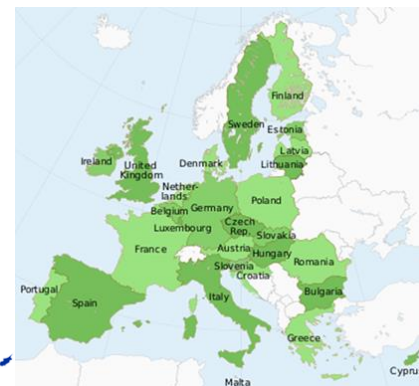 Finland
Sweden
Estonia
Latvia
Lithuania
Denmark
Ireland
United
Kingdom
Nether-
lands
Poland
Germany
Belgium
Czech
Rep.
Luxembourg
Slovakia
France
Austria
Hungary
Slovenia
Romania
Croatia
Portugal
Spain
Italy
Bulgaria
Greece
Malta
Cypru